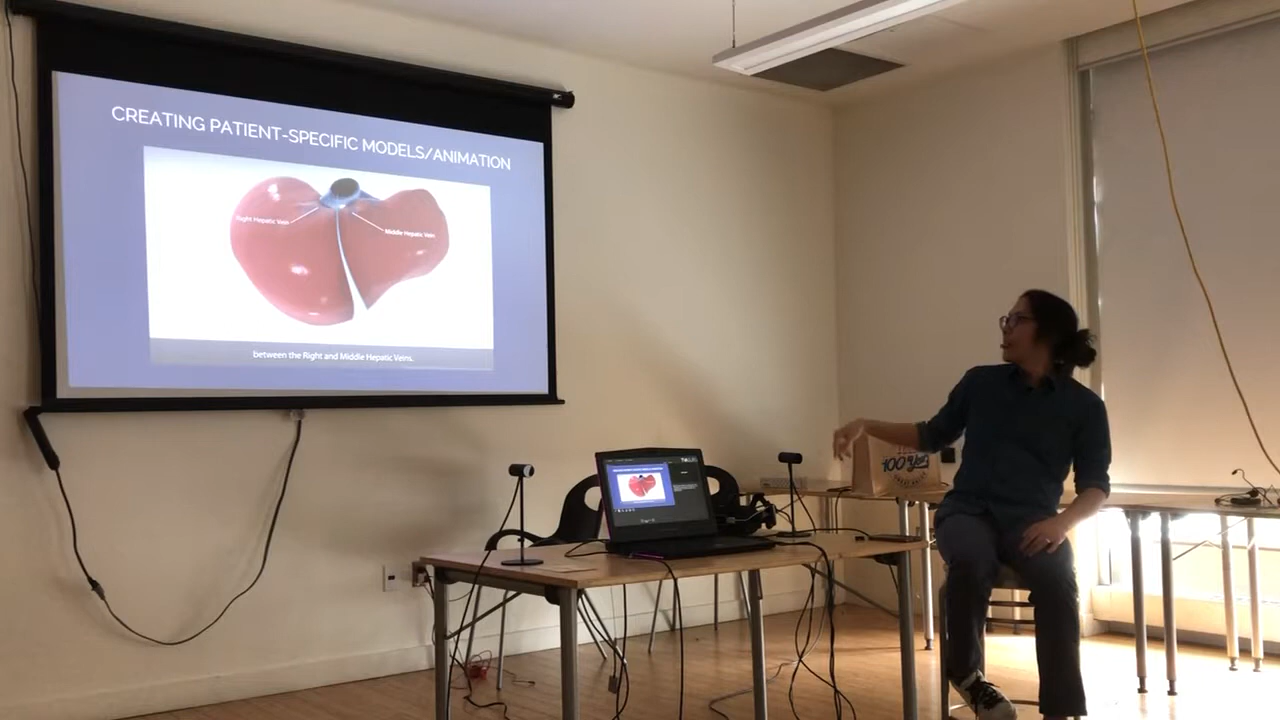 CREATING PATIENT-SPECIFIC MODELS/ANIMATION
Right Hepatic Vein
Middle Hepatic Vein
between the Right and Middle Hepatic Veins.
100